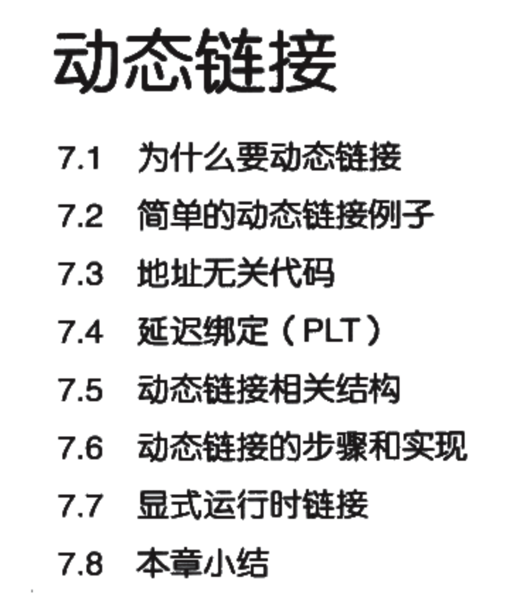 动态链接
7.1 为什么要动态链接
7.2 简单的动态链接例子
7.3 地址无关代码
7.4 延迟绑定（PLT）
7.5 动态链接相关结构
7.6 动态链接的步骤和实现
7.7 显式运行时链接
7.8 本章小结